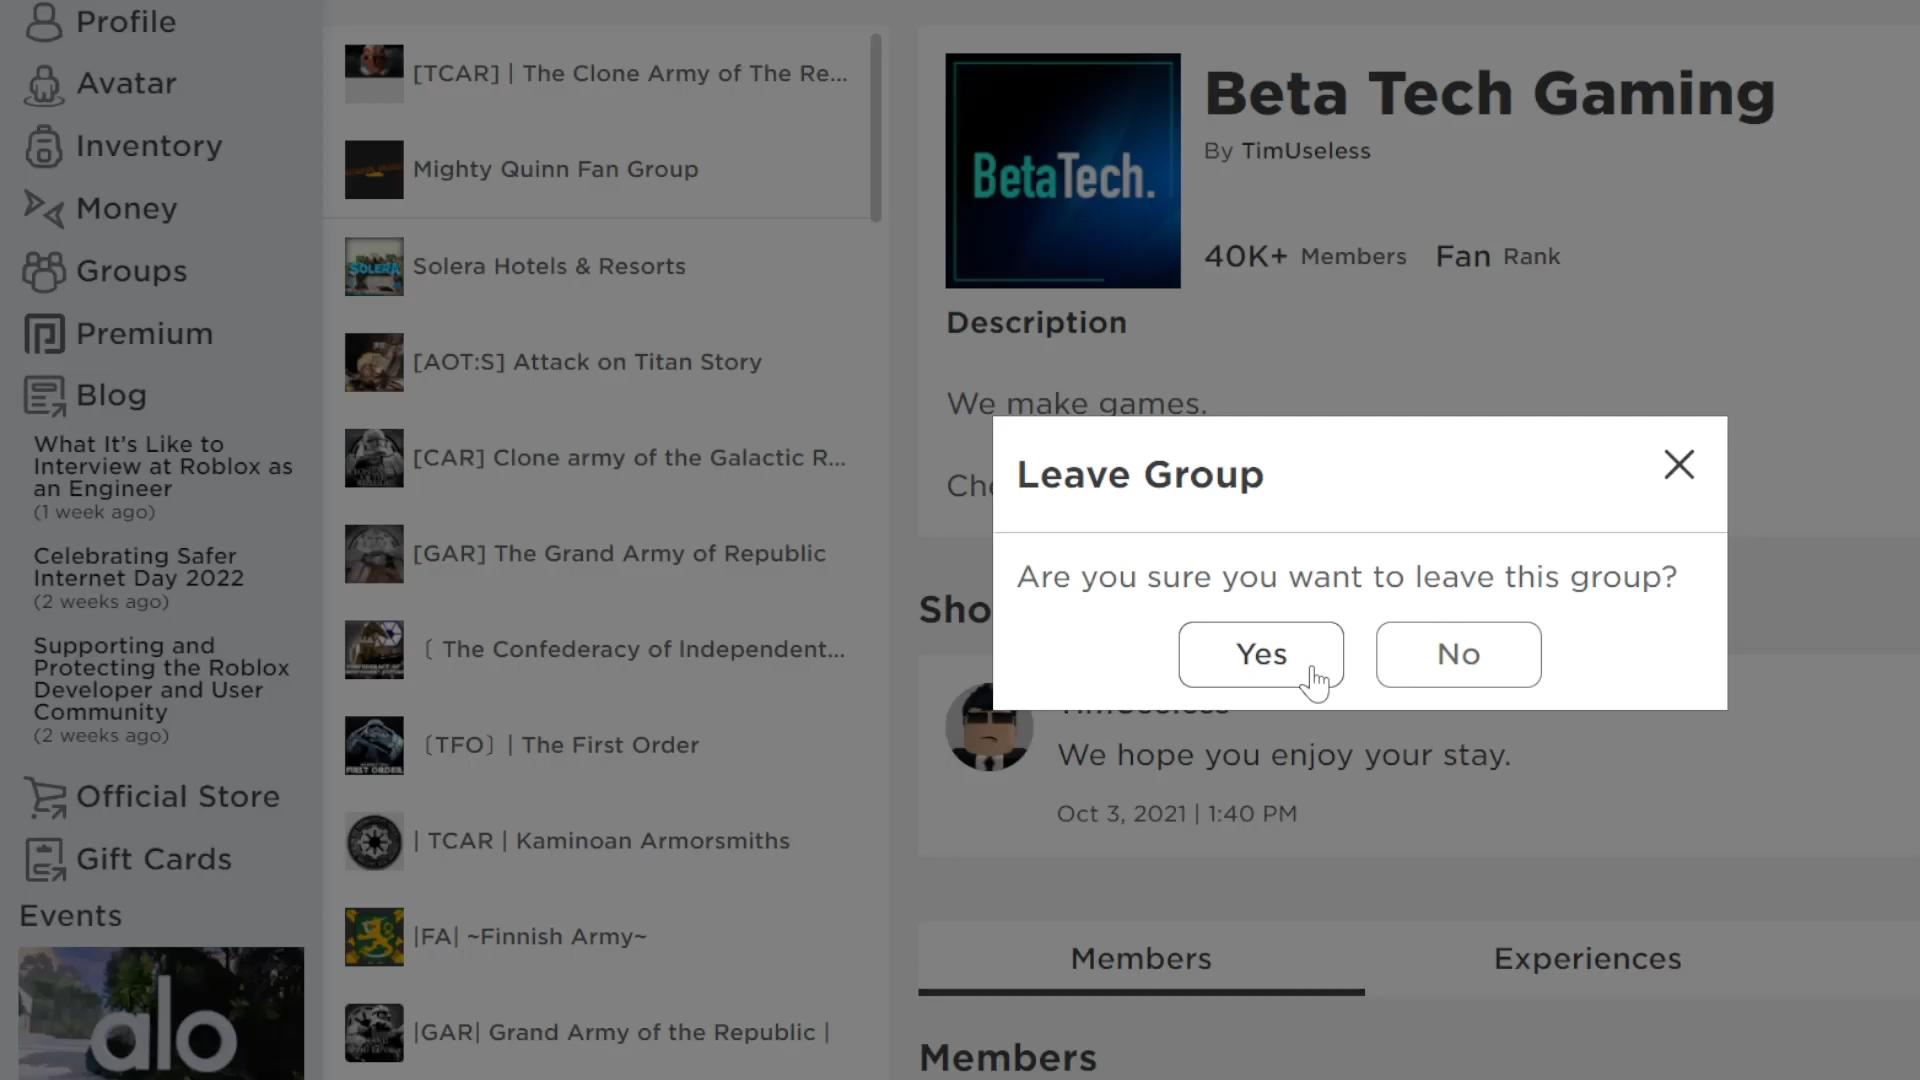 Profile
Avatar
Inventory
Money
Groups
Premium
Blog
What It's Like to
Interview at Roblox as
an Engineer
(1 week ago)
Celebrating Safer
Internet Day 2022
(2 weeks ago)
Supporting and
Protecting the Roblox
Developer and User
Community
(2 weeks ago)
Official Store
Gift Cards
Events
alo
[TCAR] | The Clone Army of The Re...
Mighty Quinn Fan Group
SOLERA
Solera Hotels & Resorts
[AOT:S] Attack on Titan Story
[CAR] Clone army of the Galactic R...
[GAR] The Grand Army of Republic
〔 The Confederacy of Independent...
FIRST ORDER
〔TFO〕 | The First Order
| TCAR | Kaminoan Armorsmiths
|FA| ~Finnish Army~
|GAR| Grand Army of the Republic |
BetaTech.
Beta Tech Gaming
By TimUseless
40K+ Members Fan Rank
Description
We make games.
Leave Group
Are you sure you want to leave this group?
Yes No
TimUseless
We hope you enjoy your stay.
Oct 3, 2021 | 1:40 PM
Members Experiences
Members